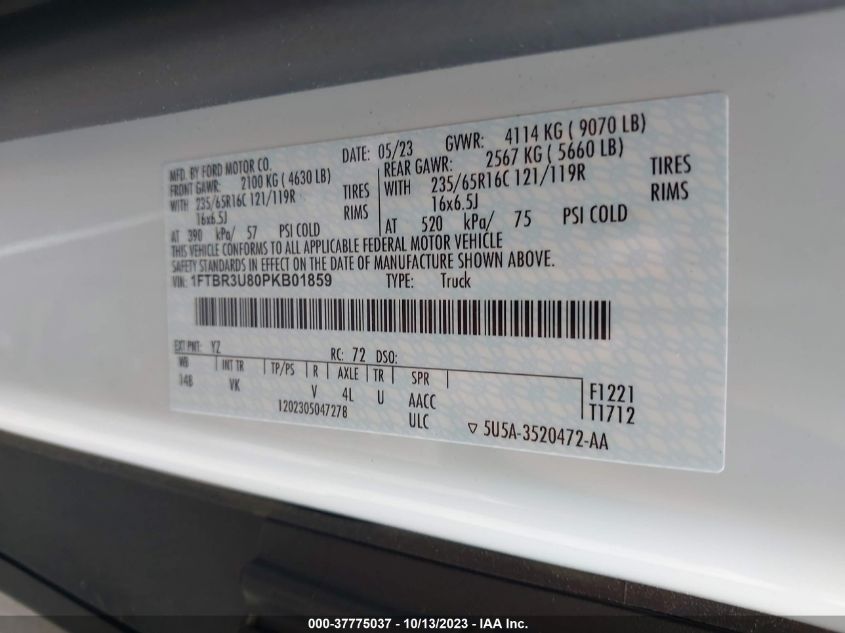 MFD. BY FORD MOTOR CO.
DATE: 05/23 GVWR: 4114 KG ( 9070 LB)
FRONT GAWR: 2100 KG ( 4630 LB)
WITH 235/65R16C 121/119R TIRES
16x6.5J RIMS
AT 390 kPa/ 57 PSI COLD
REAR GAWR: 2567 KG ( 5660 LB)
WITH 235/65R16C 121/119R TIRES
16x6.5J RIMS
AT 520 kPa/ 75 PSI COLD
THIS VEHICLE CONFORMS TO ALL APPLICABLE FEDERAL MOTOR VEHICLE
SAFETY STANDARDS IN EFFECT ON THE DATE OF MANUFACTURE SHOWN ABOVE.
VIN: 1FTBR3U80PKB01859 TYPE: Truck
EXT PNT: YZ RC: 72 DSO:
WB INT TR TP/PS R AXLE TR SPR
148 VK V 4L U AACC
ULC
F1221
T1712
1202305047278
5U5A-3520472-AA
000-37775037 - 10/13/2023 - IAA Inc.